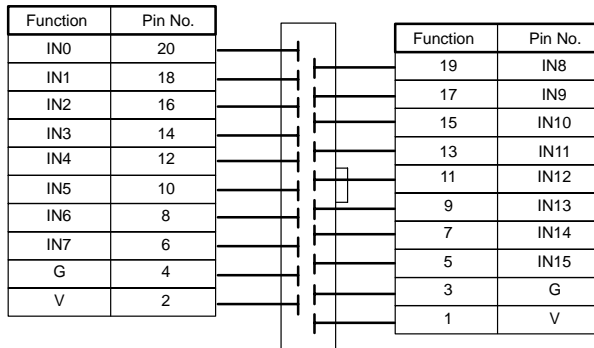 Function Pin No.
IN0 20
IN1 18
IN2 16
IN3 14
IN4 12
IN5 10
IN6 8
IN7 6
G 4
V 2
Function Pin No.
19 IN8
17 IN9
15 IN10
13 IN11
11 IN12
9 IN13
7 IN14
5 IN15
3 G
1 V